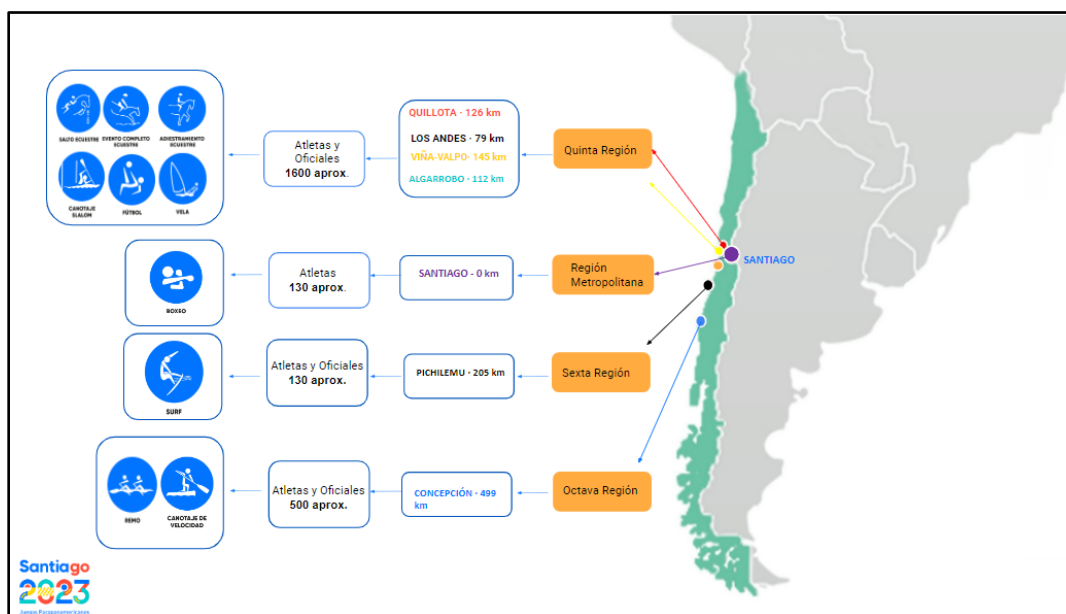 SALTO ECUESTRE
EVENTO COMPLETO
ECUESTRE
ADIESTRAMIENTO
ECUESTRE
CANOTAJE
SLALOM
FÚTBOL
VELA
Atletas y
Oficiales
1600 aprox.
QUILLOTA - 126 km
LOS ANDES - 79 km
VIÑA-VALPO- 145 km
ALGARROBO - 112 km
Quinta Región
BOXEO
Atletas
130 aprox.
SANTIAGO - 0 km
Región
Metropolitana
SANTIAGO
SURF
Atletas y Oficiales
130 aprox.
PICHILEMU - 205 km
Sexta Región
REMO
CANOTAJE DE
VELOCIDAD
Atletas y Oficiales
500 aprox.
CONCEPCIÓN - 499
km
Octava Región
Santiago
2023
Juegos Parapanamericanos